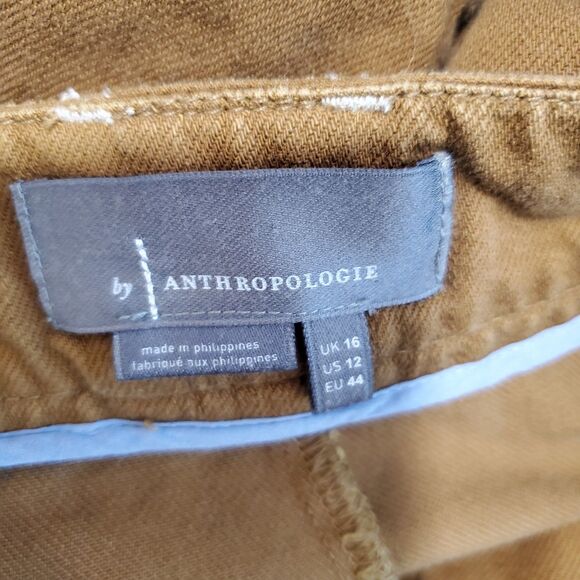 by ANTHROPOLOGIE
made in philippines
fabriqué aux philippines
UK 16
US 12
EU 44